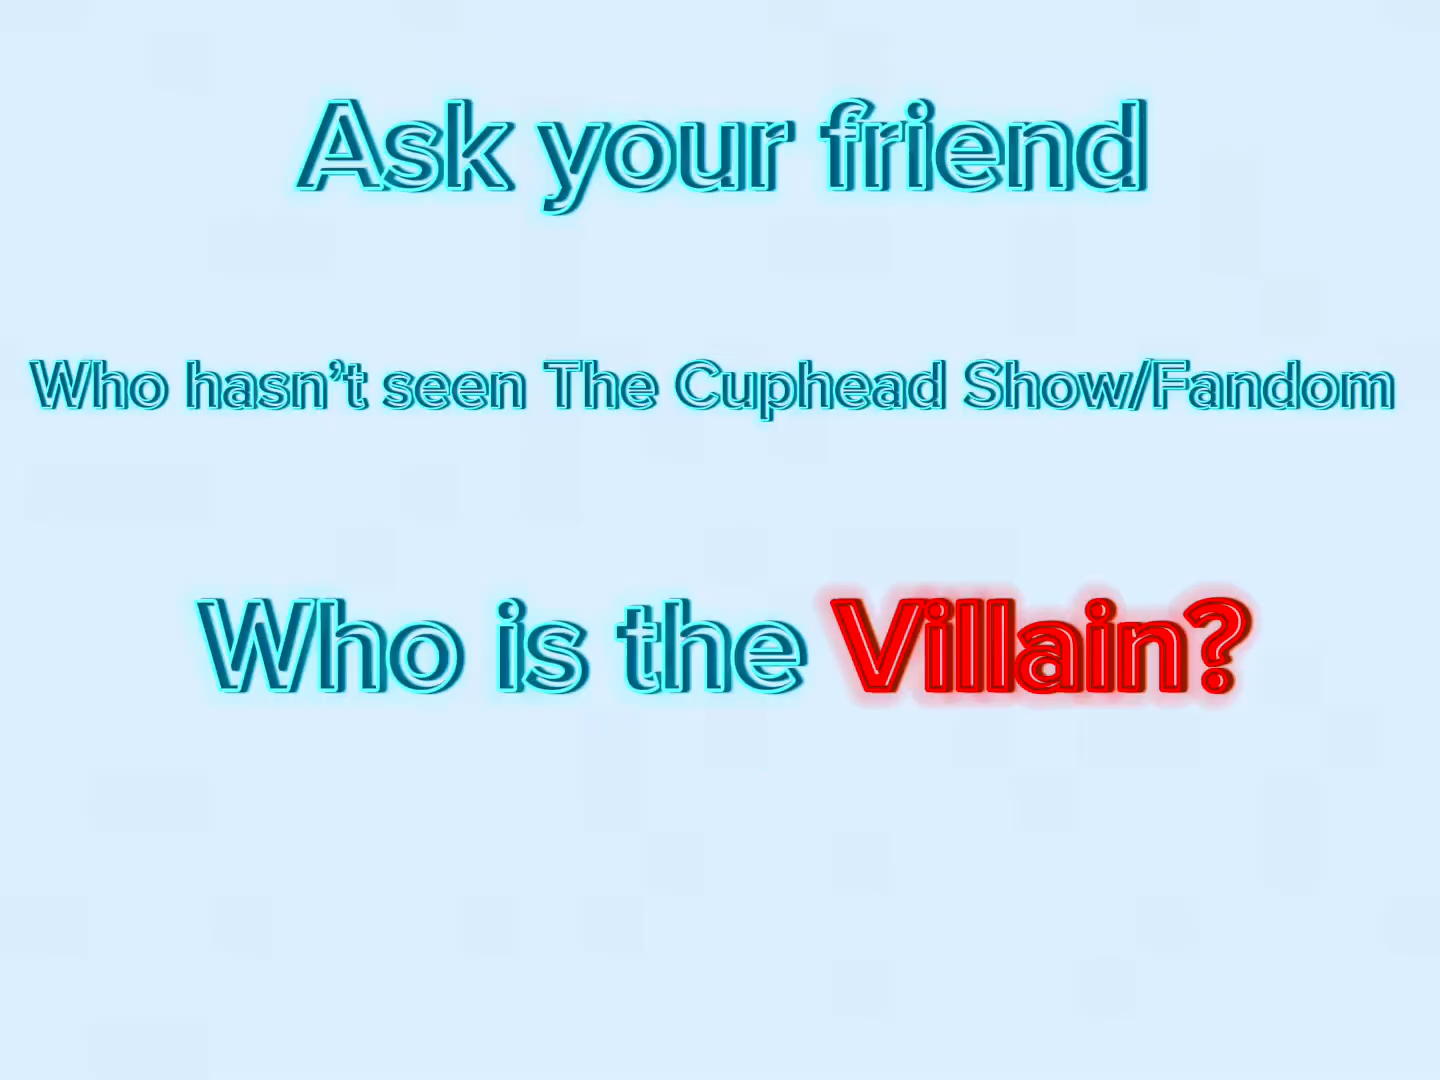 Ask your friend
Who hasn’t seen The Cuphead Show/Fandom
Who is the Villain?